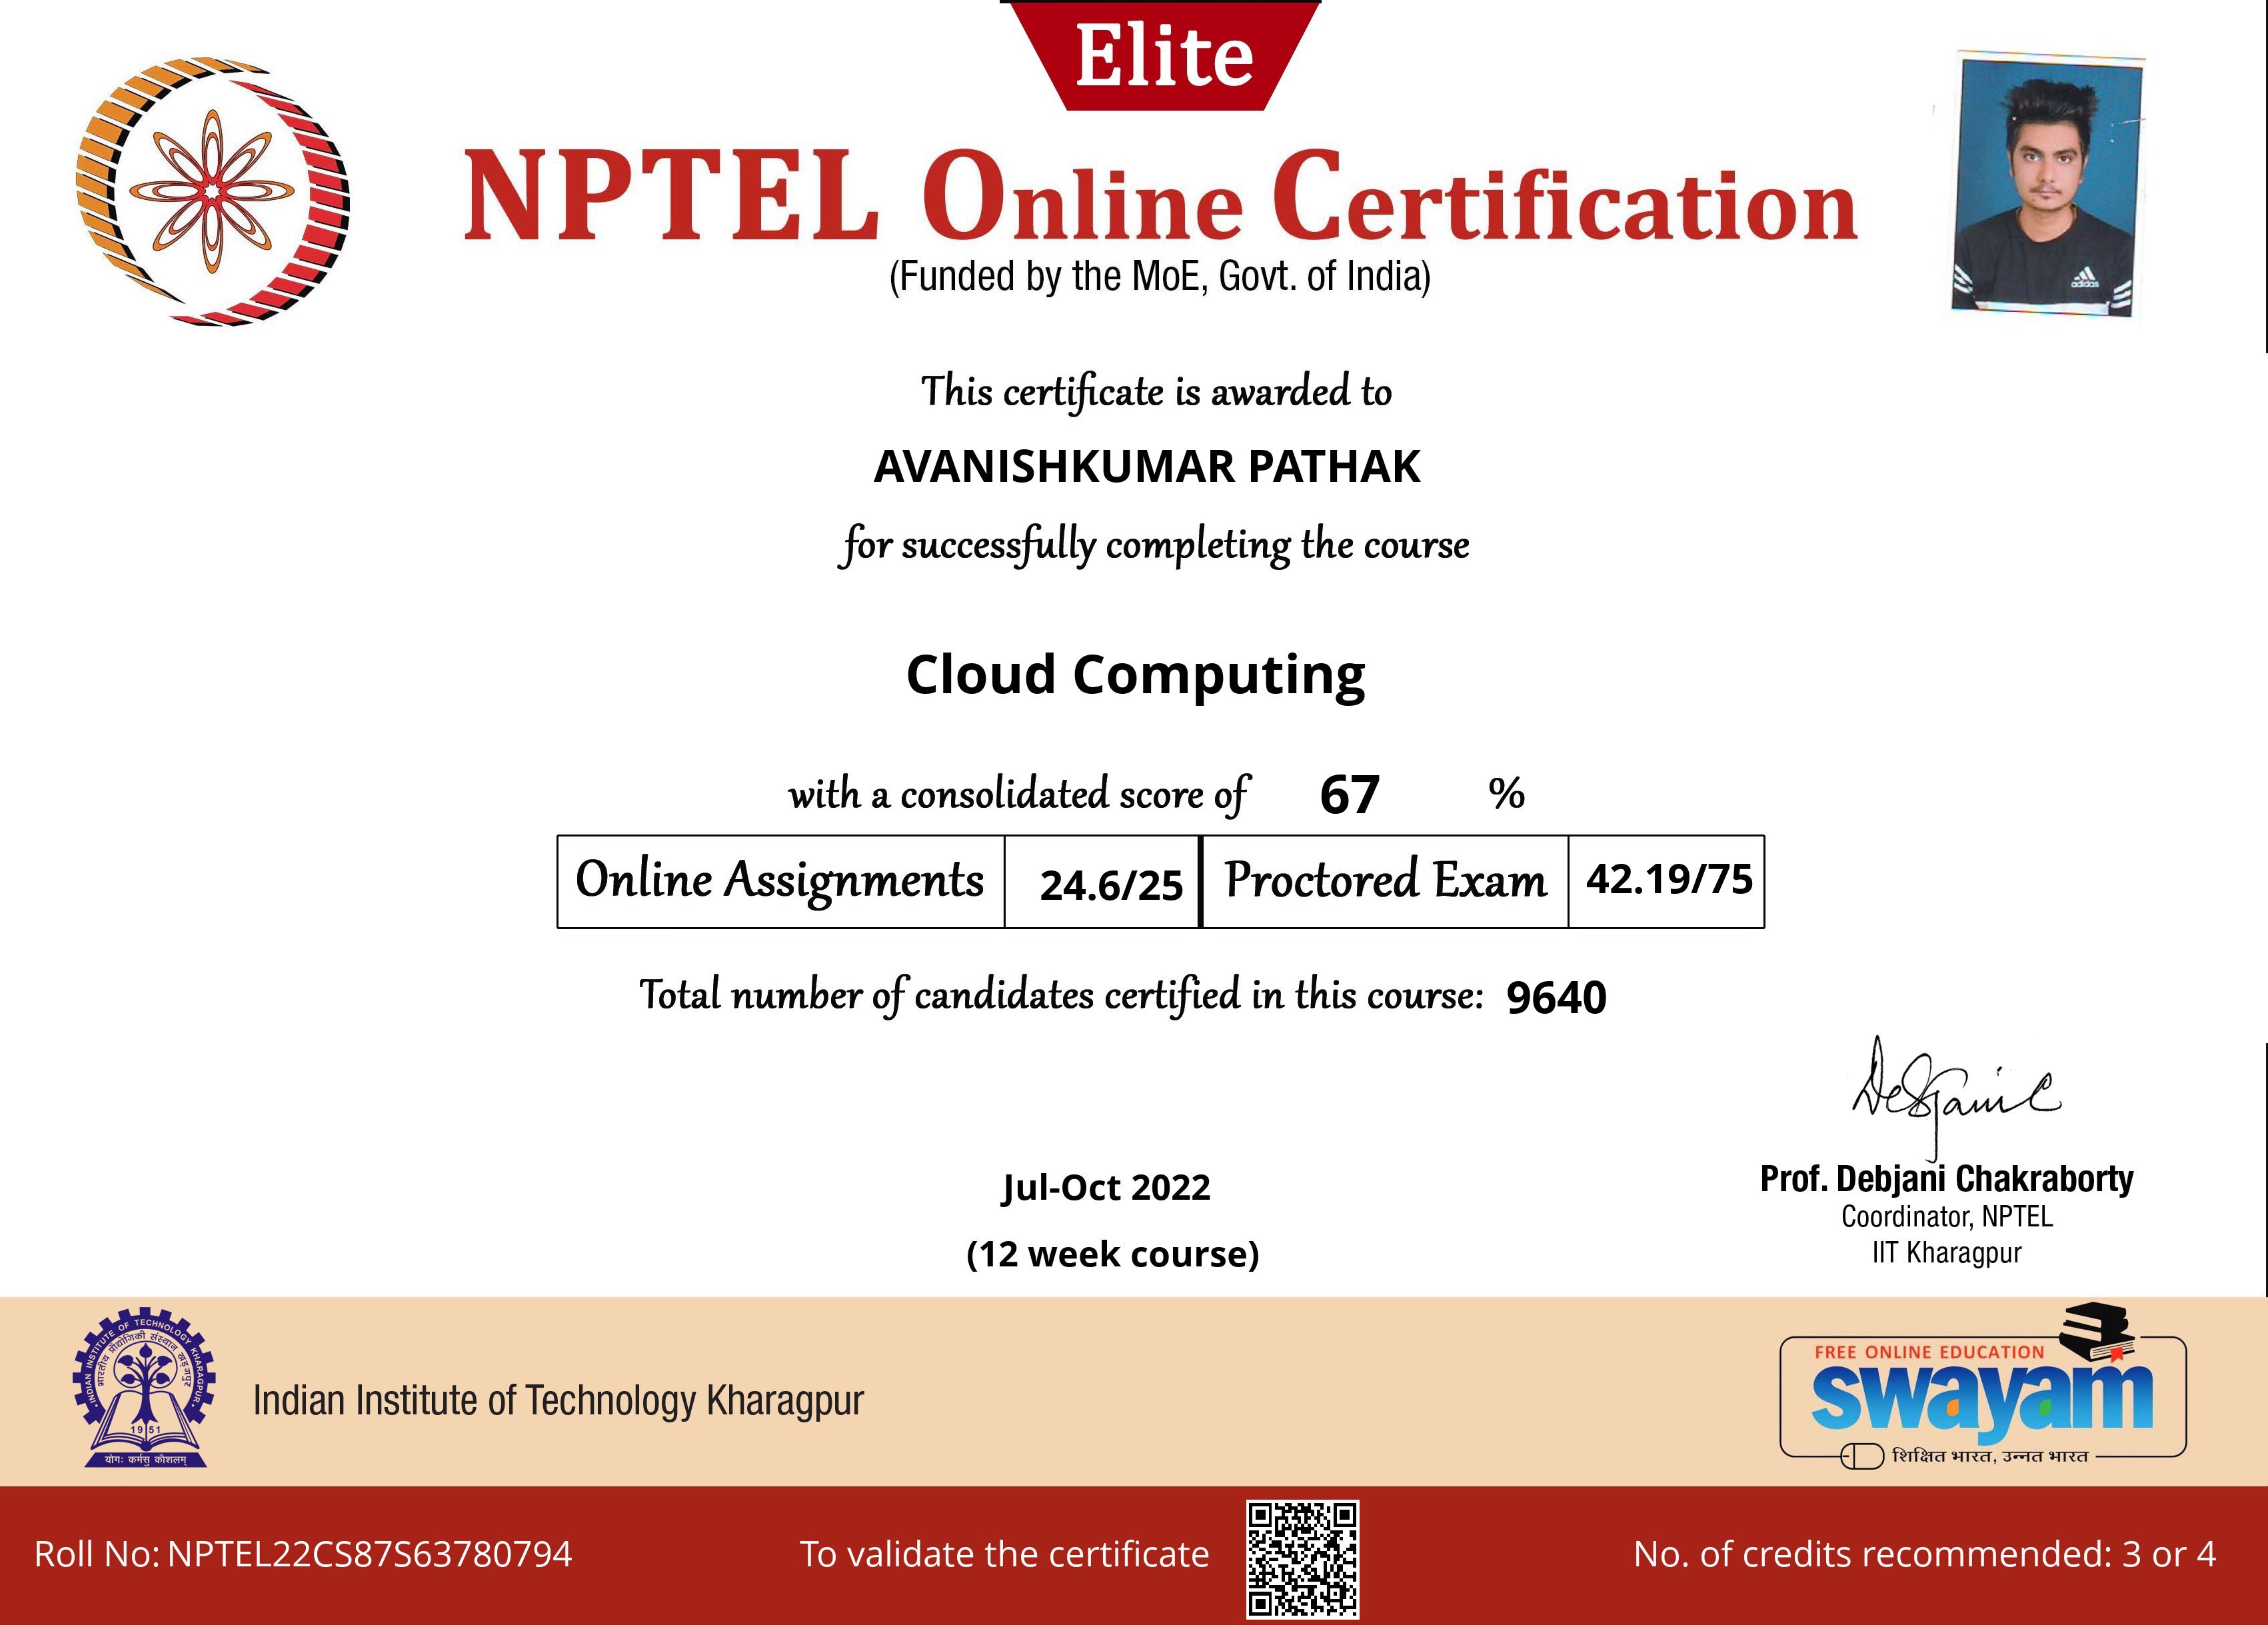 Elite
NPTEL Online Certification
(Funded by the MoE, Govt. of India)
adidas
This certificate is awarded to
AVANISHKUMAR PATHAK
for successfully completing the course
Cloud Computing
with a consolidated score of 67 %
Online Assignments 24.6/25 Proctored Exam 42.19/75
Total number of candidates certified in this course: 9640
Prof. Debjani Chakraborty
Coordinator, NPTEL
IIT Kharagpur
Jul-Oct 2022
(12 week course)
INDIAN INSTITUTE OF TECHNOLOGY KHARAGPUR
भारतीय प्रौद्योगिकी संस्थान खड़गपुर
1951
योगः कर्मसु कौशलम्
Indian Institute of Technology Kharagpur
FREE ONLINE EDUCATION
swayam
शिक्षित भारत, उन्नत भारत
Roll No: NPTEL22CS87S63780794
To validate the certificate
No. of credits recommended: 3 or 4